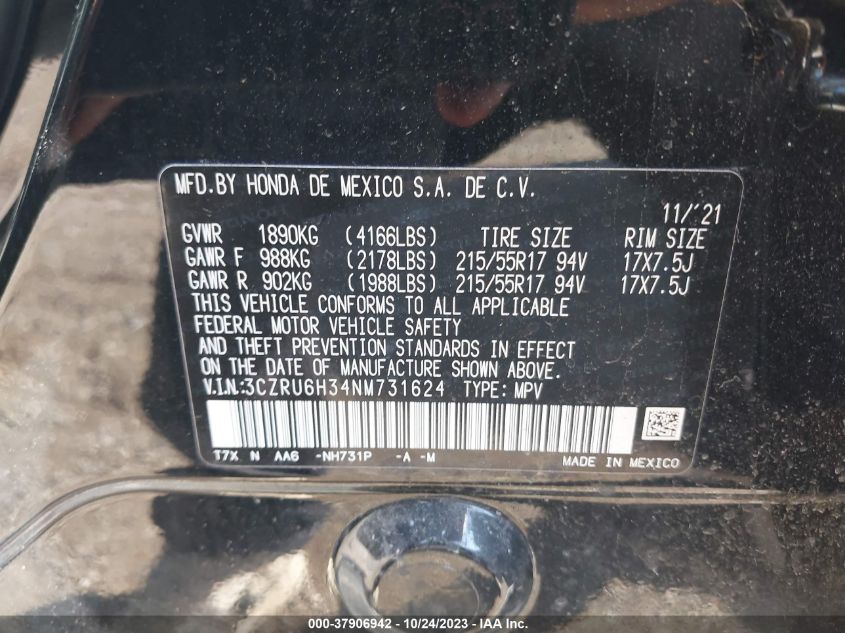 MFD.BY HONDA DE MEXICO S.A. DE C.V.
11/'21
GVWR 1890KG (4166LBS) TIRE SIZE RIM SIZE
GAWR F 988KG (2178LBS) 215/55R17 94V 17X7.5J
GAWR R 902KG (1988LBS) 215/55R17 94V 17X7.5J
THIS VEHICLE CONFORMS TO ALL APPLICABLE
FEDERAL MOTOR VEHICLE SAFETY
AND THEFT PREVENTION STANDARDS IN EFFECT
ON THE DATE OF MANUFACTURE SHOWN ABOVE.
V.I.N.:3CZRU6H34NM731624 TYPE: MPV
T7X N AA6 -NH731P -A -M MADE IN MEXICO
000-37906942 - 10/24/2023 - IAA Inc.